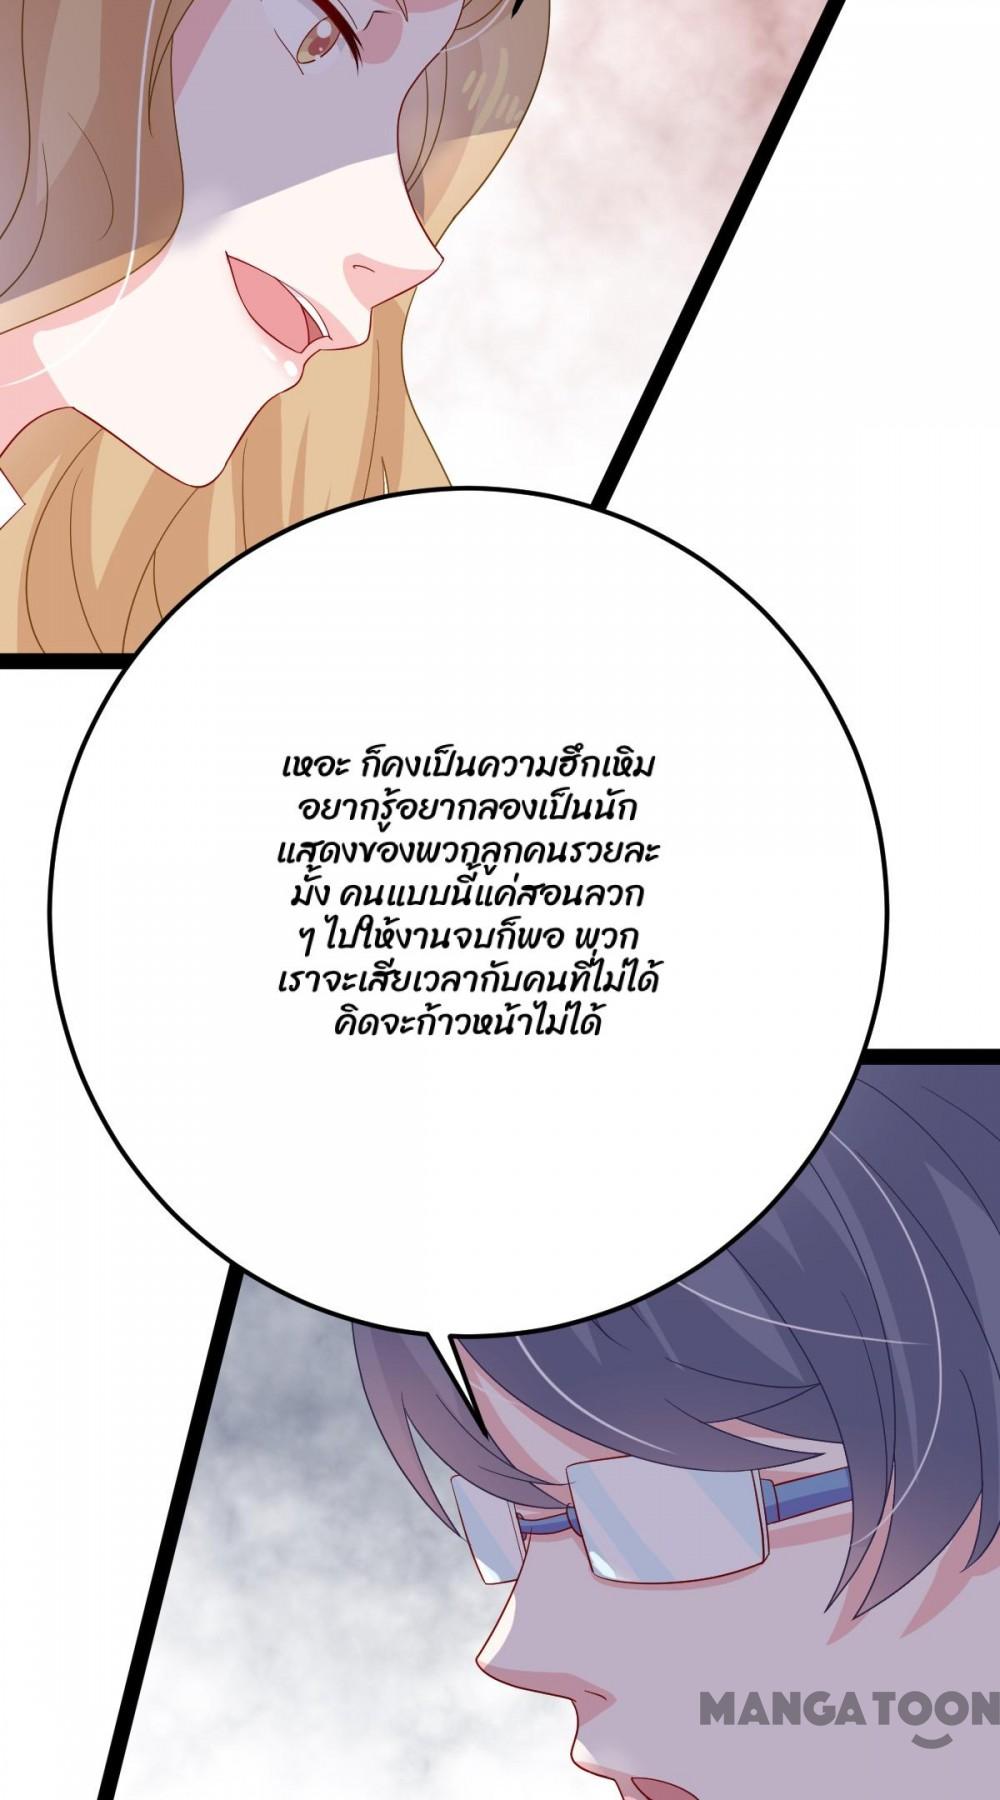 เหอะ ก็คงเป็นความฮึกเหิม
อยากรู้อยากลองเป็นนัก
แสดงของพวกลูกคนรวยละ
มั้ง คนแบบนี้แค่สอนลวก
ๆ ไปให้งานจบก็พอ พวก
เราจะเสียเวลากับคนที่ไม่ได้
คิดจะก้าวหน้าไม่ได้
MANGATOON